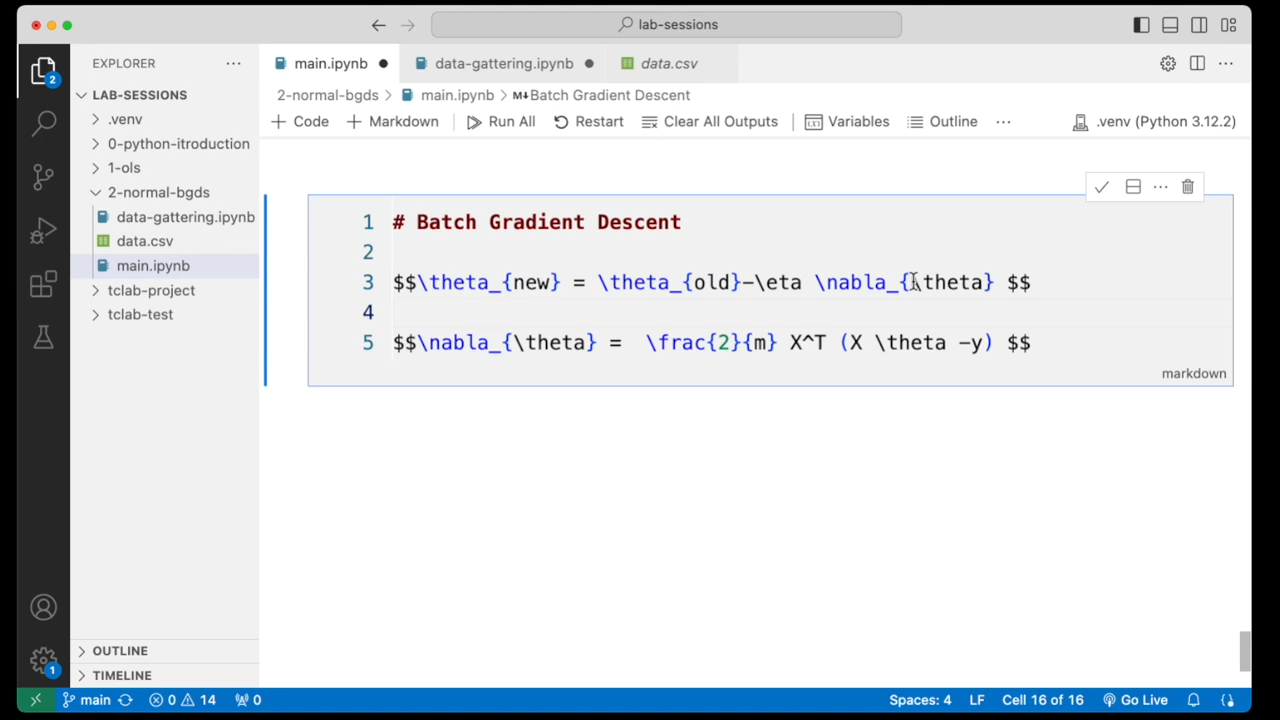 lab-sessions
EXPLORER
main.ipynb
data-gattering.ipynb
data.csv
2
LAB-SESSIONS
2-normal-bgds > main.ipynb > M↓Batch Gradient Descent
.venv
Code
Markdown
Run All
Restart
Clear All Outputs
Variables
Outline
.venv (Python 3.12.2)
0-python-itroduction
1-ols
2-normal-bgds
data-gattering.ipynb
data.csv
main.ipynb
tclab-project
tclab-test
1 # Batch Gradient Descent
2
3 $$\theta_{new} = \theta_{old}-\eta \nabla_{\theta} $$
4
5 $$\nabla_{\theta} =  \frac{2}{m} X^T (X \theta -y) $$
markdown
OUTLINE
TIMELINE
1
main
0
14
0
Spaces: 4
LF
Cell 16 of 16
Go Live